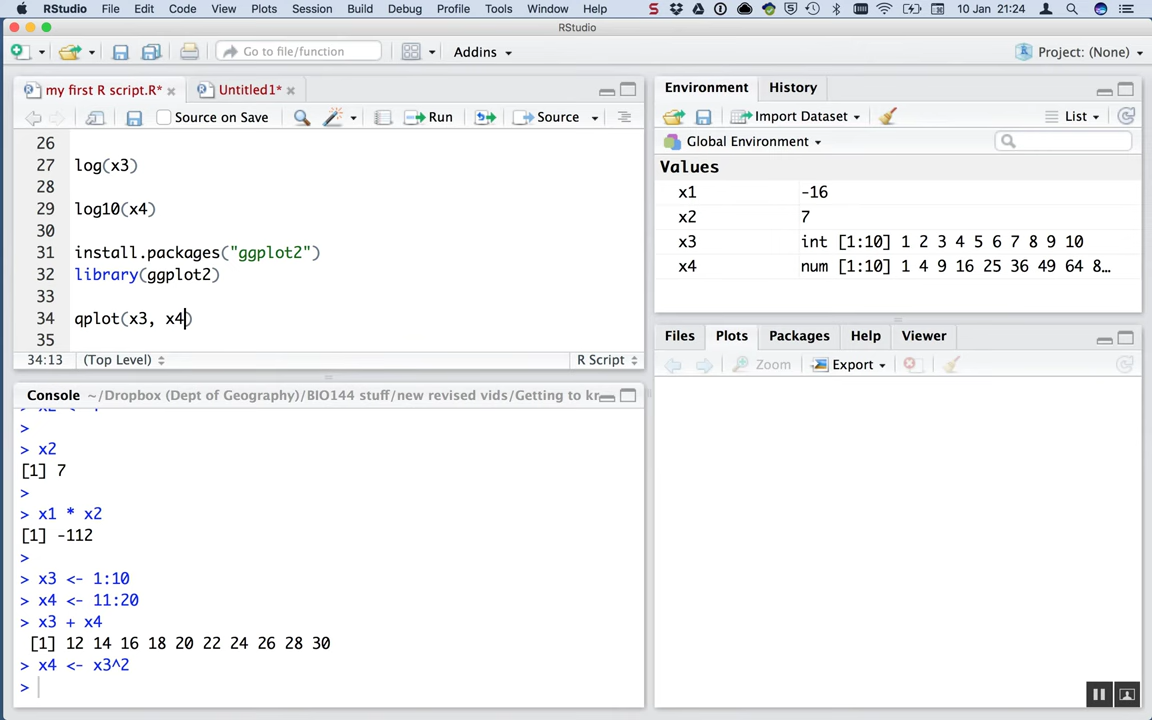 RStudio File Edit Code View Plots Session Build Debug Profile Tools Window Help 10 Jan 21:24
RStudio
Go to file/function Addins Project: (None)
my first R script.R* Untitled1*
Source on Save Run Source
26
27 log(x3)
28
29 log10(x4)
30
31 install.packages("ggplot2")
32 library(ggplot2)
33
34 qplot(x3, x4)
35
34:13 (Top Level) R Script
Console ~/Dropbox (Dept of Geography)/BIO144 stuff/new revised vids/Getting to kr
>
> x2
[1] 7
>
> x1 * x2
[1] -112
>
> x3 <- 1:10
> x4 <- 11:20
> x3 + x4
[1] 12 14 16 18 20 22 24 26 28 30
> x4 <- x3^2
>
Environment History
Import Dataset List
Global Environment
Values
x1 -16
x2 7
x3 int [1:10] 1 2 3 4 5 6 7 8 9 10
x4 num [1:10] 1 4 9 16 25 36 49 64 8…
Files Plots Packages Help Viewer
Zoom Export